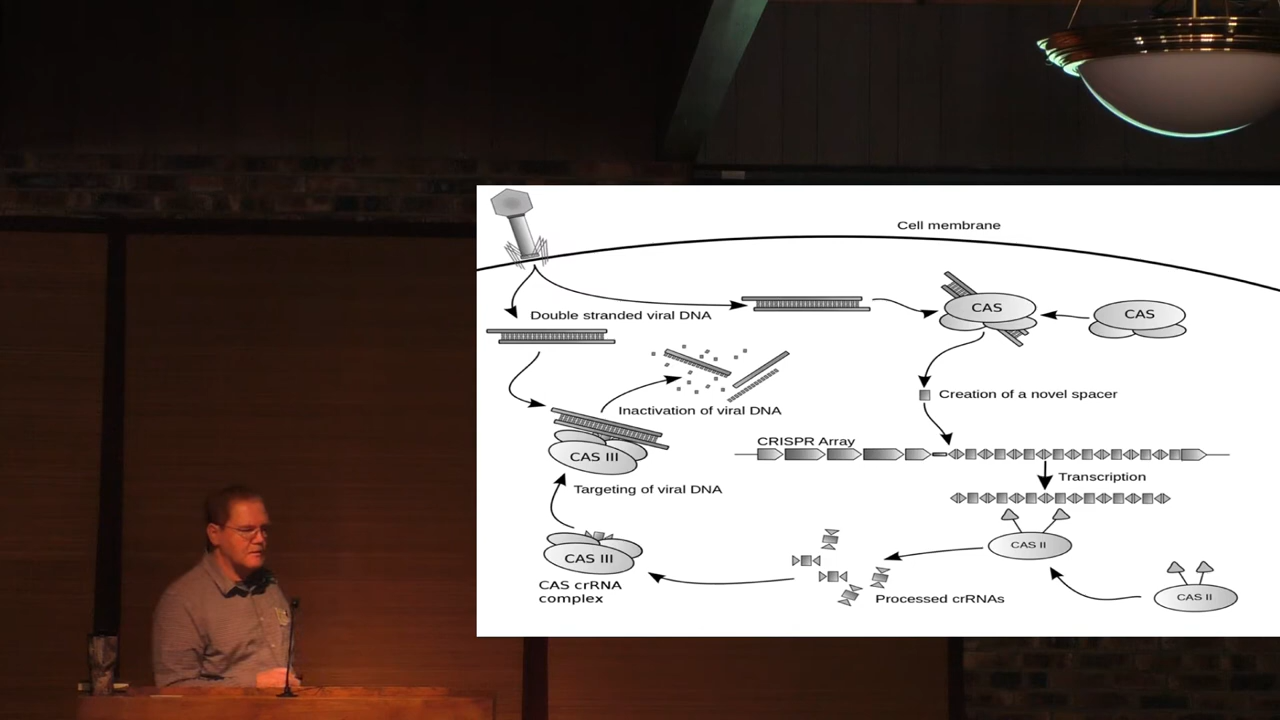 Cell membrane
Double stranded viral DNA
CAS
CAS
Creation of a novel spacer
Inactivation of viral DNA
CRISPR Array
CAS III
Transcription
Targeting of viral DNA
CAS II
CAS III
CAS crRNA
complex
Processed crRNAs
CAS II